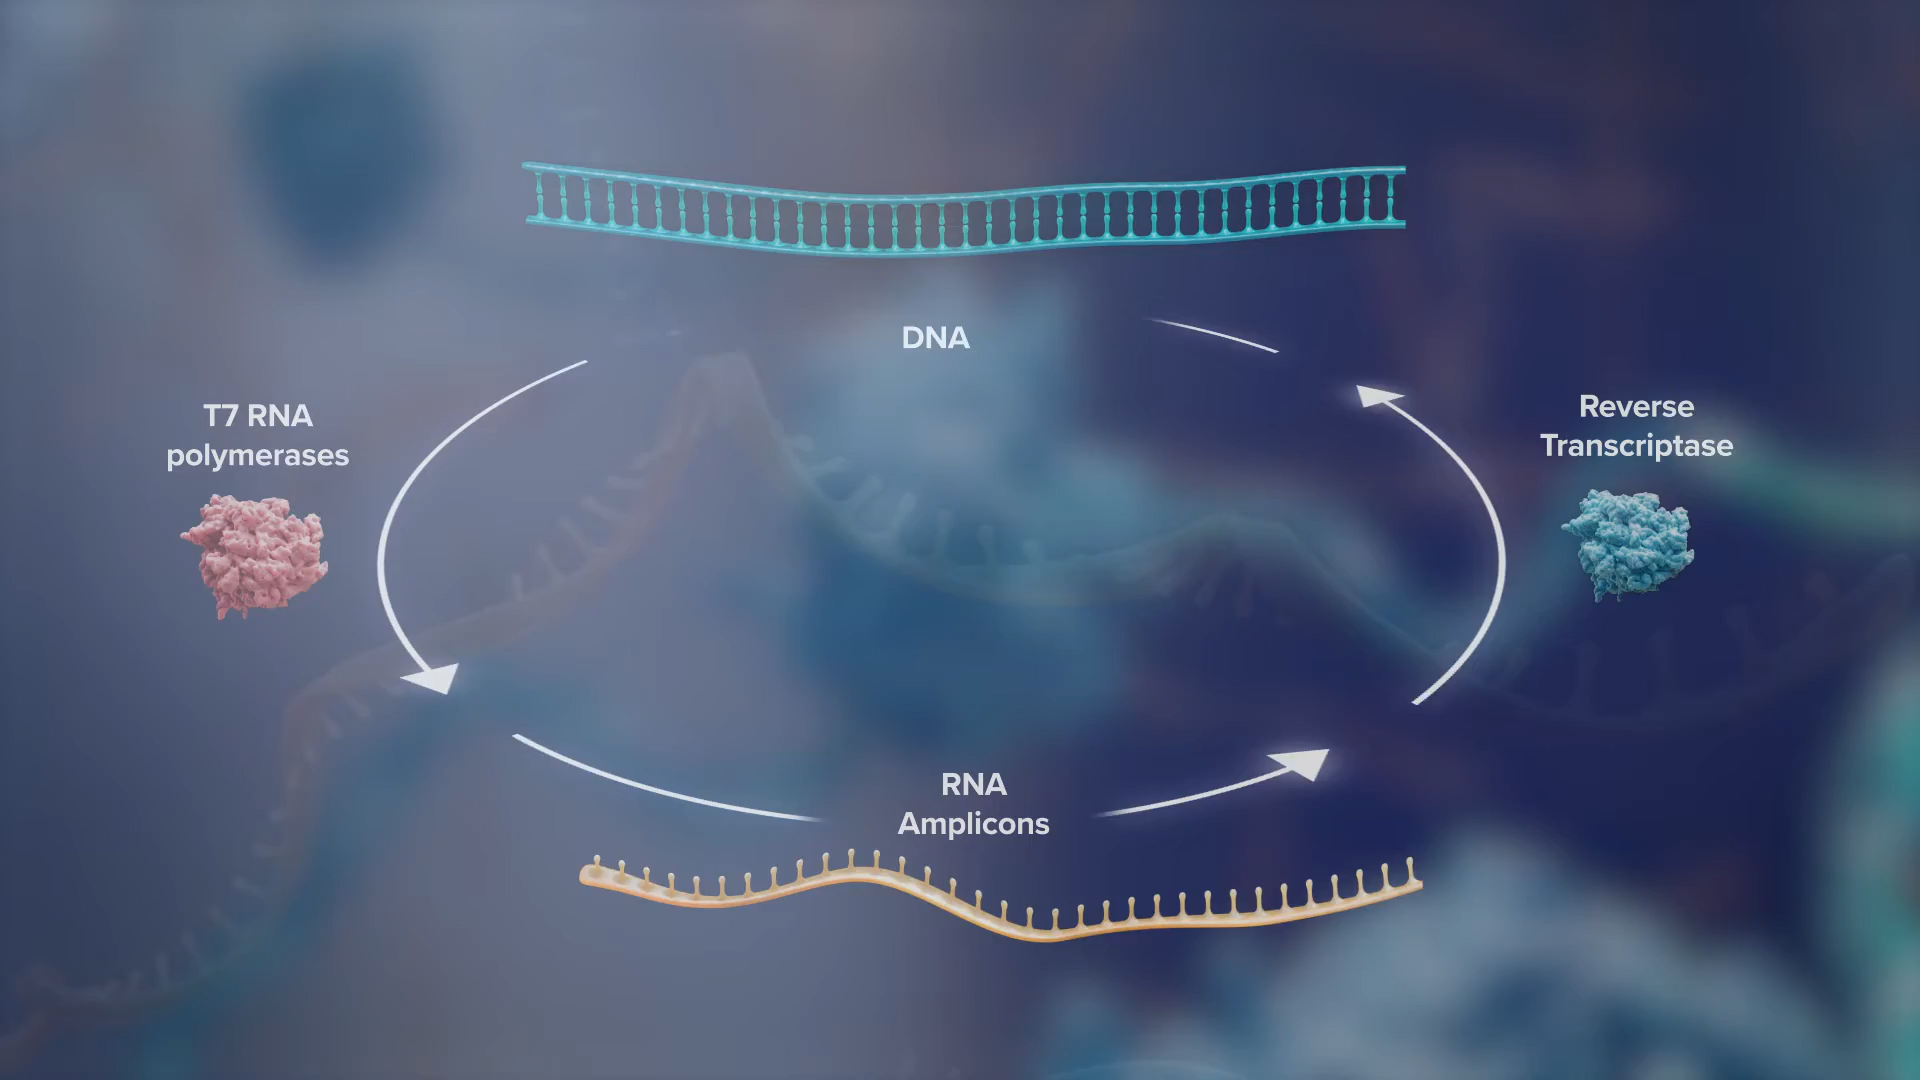 DNA
T7 RNA
polymerases
Reverse
Transcriptase
RNA
Amplicons